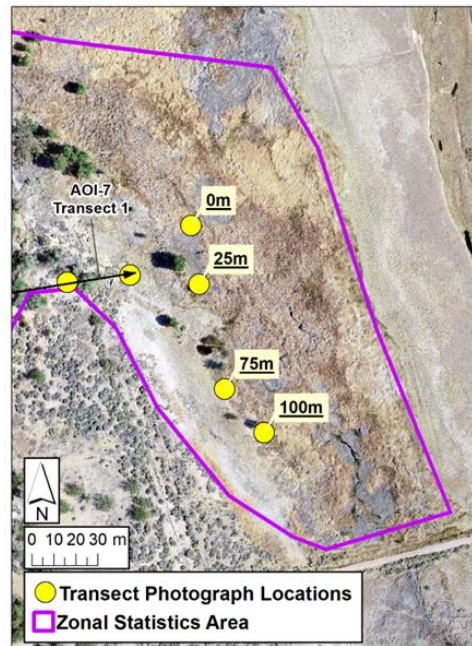 AOI-7
Transect 1
0m
25m
75m
100m
N
0 10 20 30 m
Transect Photograph Locations
Zonal Statistics Area